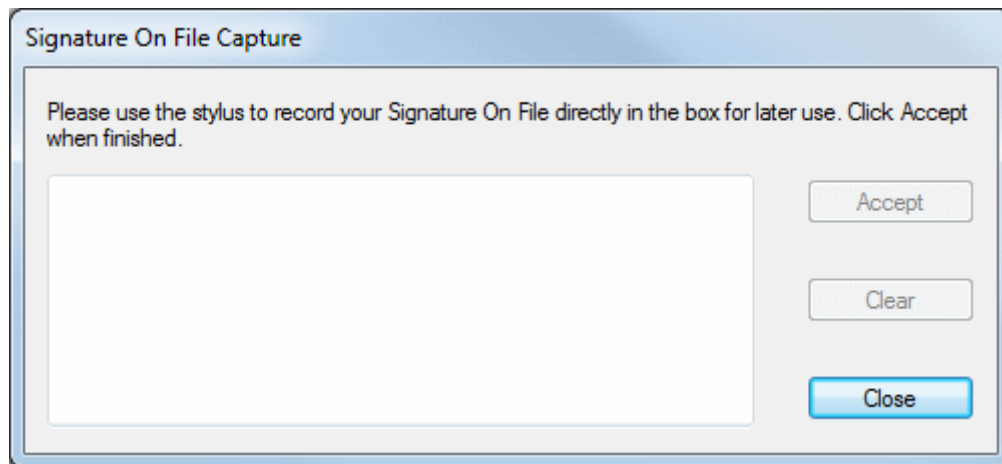 Signature On File Capture
Please use the stylus to record your Signature On File directly in the box for later use. Click Accept
when finished.
Accept
Clear
Close